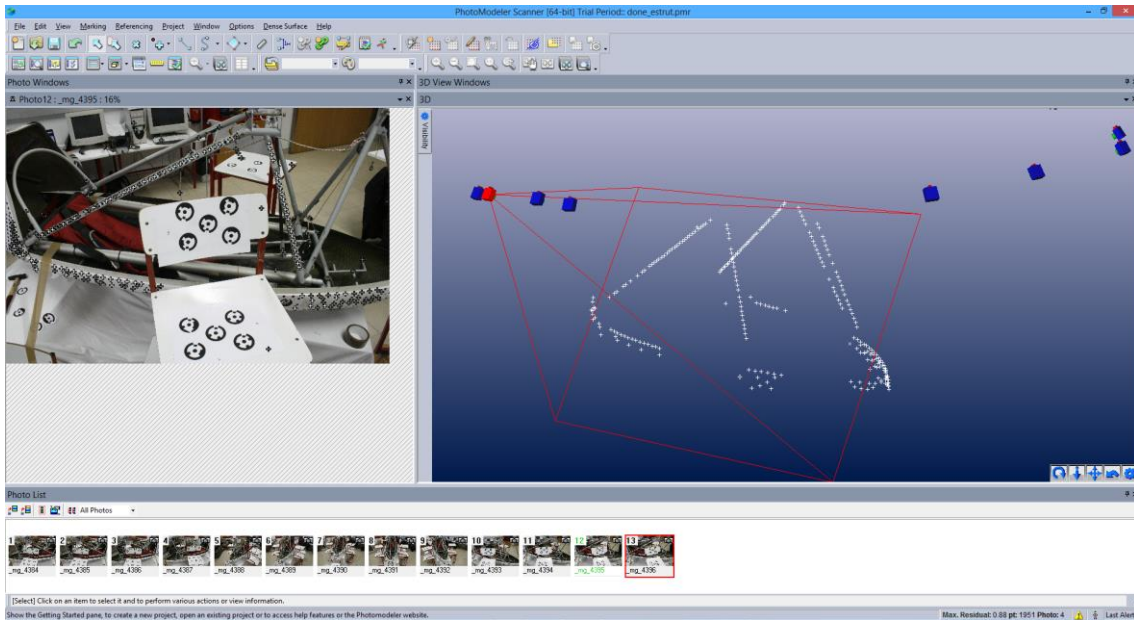 PhotoModeler Scanner [64-bit] Trial Period:: done_estrut.pmr
File Edit View Marking Referencing Project Window Options Dense Surface Help
Photo Windows
3D View Windows
Photo12 : _mg_4395 : 16%
3D
Visibility
Photo List
All Photos
1 2 3 4 5 6 7 8 9 10 11 12 13
_mg_4384 _mg_4385 _mg_4386 _mg_4387 _mg_4388 _mg_4389 _mg_4390 _mg_4391 _mg_4392 _mg_4393 _mg_4394 _mg_4395 _mg_4396
[Select] Click on an item to select it and to perform various actions or view information.
Show the Getting Started pane, to create a new project, open an existing project or to access help features or the Photomodeler website.
Max. Residual: 0.88 pt: 1951 Photo: 4
Last Alert